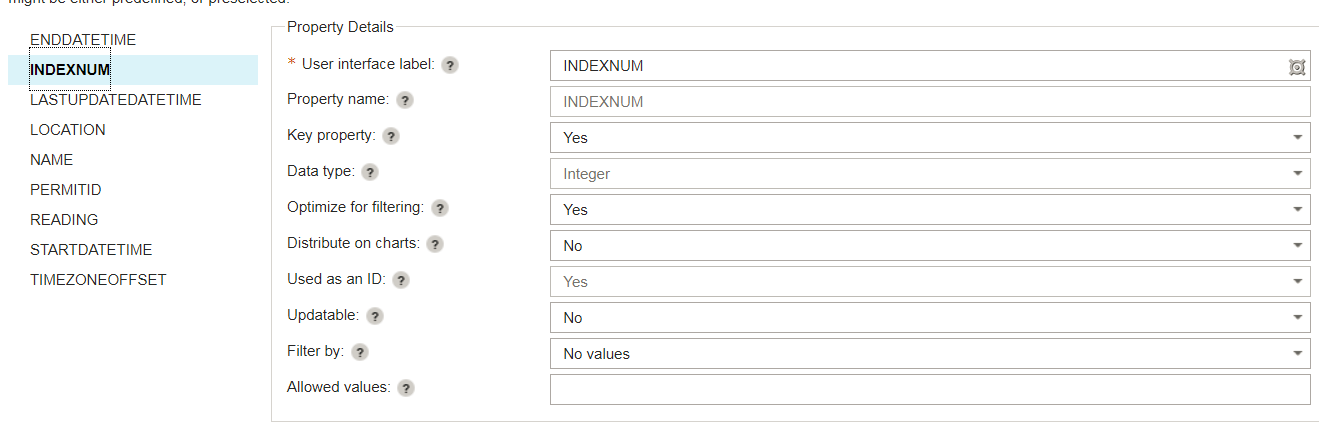 might be either predefined, or preselected.
ENDDATETIME
INDEXNUM
LASTUPDATEDATETIME
LOCATION
NAME
PERMITID
READING
STARTDATETIME
TIMEZONEOFFSET
Property Details
* User interface label: ? INDEXNUM
Property name: ? INDEXNUM
Key property: ? Yes
Data type: ? Integer
Optimize for filtering: ? Yes
Distribute on charts: ? No
Used as an ID: ? Yes
Updatable: ? No
Filter by: ? No values
Allowed values: ?